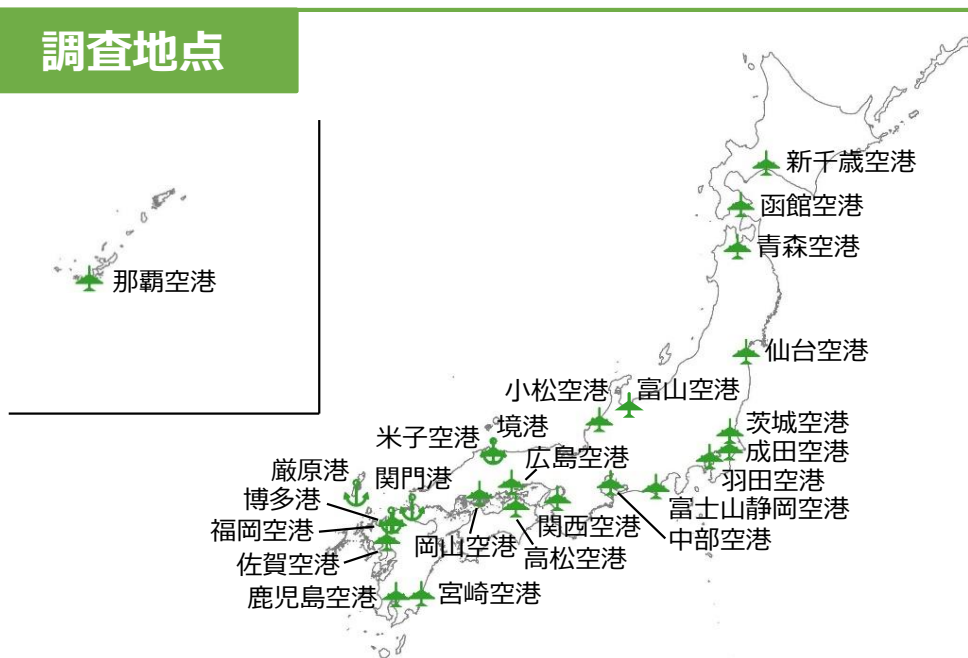 調査地点
新千歳空港
函館空港
青森空港
那覇空港
仙台空港
小松空港
富山空港
境港
米子空港
茨城空港
広島空港
成田空港
厳原港
関門港
羽田空港
博多港
富士山静岡空港
福岡空港
関西空港
中部空港
岡山空港
高松空港
佐賀空港
鹿児島空港
宮崎空港